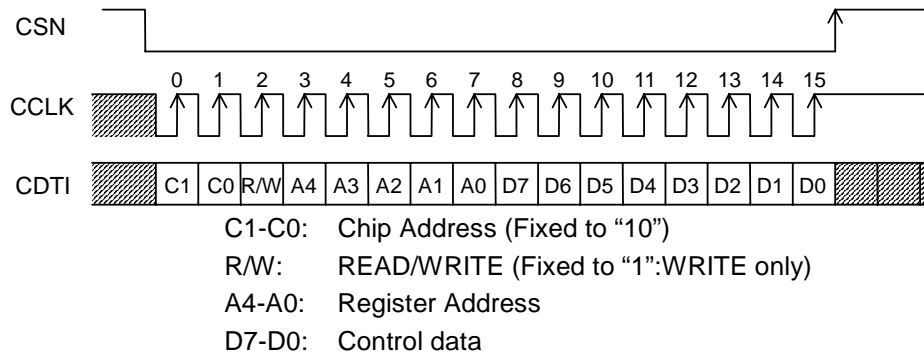 CSN
0 1 2 3 4 5 6 7 8 9 10 11 12 13 14 15
CCLK
CDTI C1 C0 R/W A4 A3 A2 A1 A0 D7 D6 D5 D4 D3 D2 D1 D0
C1-C0: Chip Address (Fixed to “10”)
R/W: READ/WRITE (Fixed to “1”:WRITE only)
A4-A0: Register Address
D7-D0: Control data